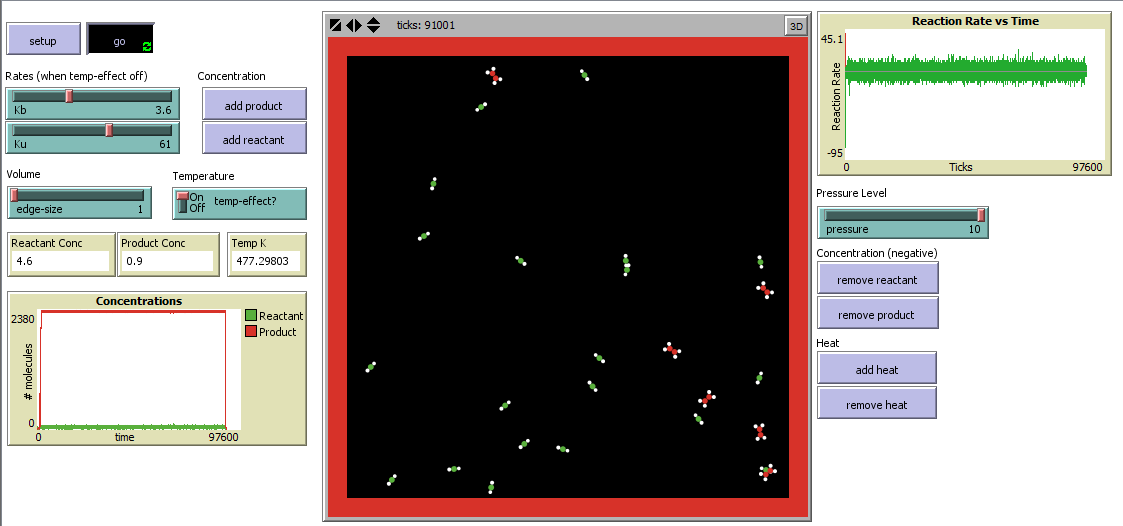 setup
go
Rates (when temp-effect off)
Kb 3.6
Ku 61
Concentration
add product
add reactant
Volume
edge-size 1
Temperature
On
Off
temp-effect?
Reactant Conc
4.6
Product Conc
0.9
Temp K
477.29803
Concentrations
2380
# molecules
0
0
time
97600
Reactant
Product
ticks: 91001
3D
Reaction Rate vs Time
45.1
Reaction Rate
-95
0
Ticks
97600
Pressure Level
pressure 10
Concentration (negative)
remove reactant
remove product
Heat
add heat
remove heat